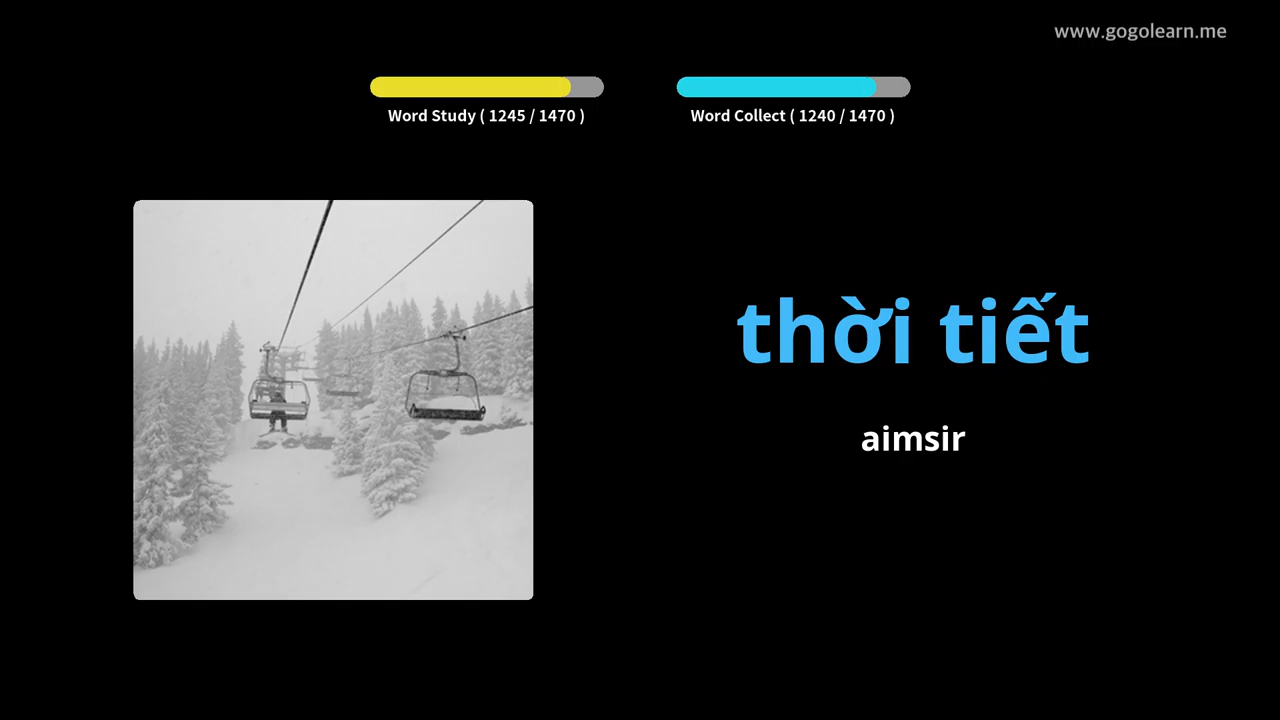 www.gogolearn.me
Word Study ( 1245 / 1470 )
Word Collect ( 1240 / 1470 )
thời tiết
aimsir